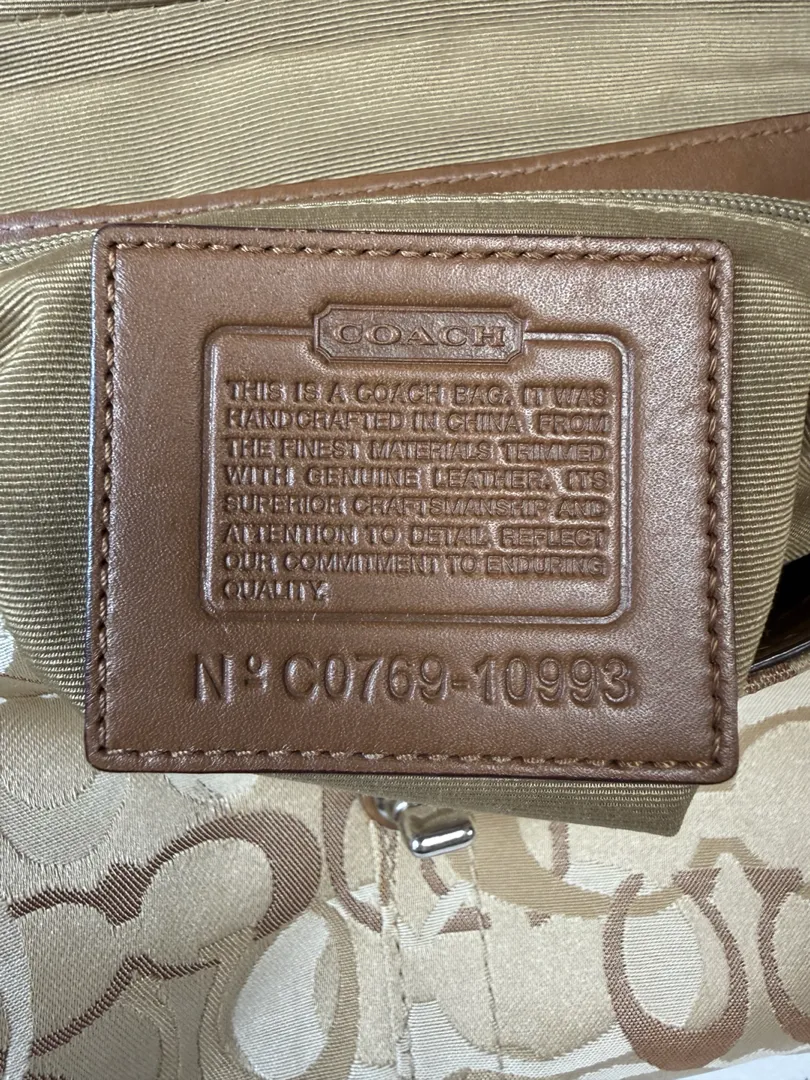 COACH
THIS IS A COACH BAG. IT WAS
HANDCRAFTED IN CHINA FROM
THE FINEST MATERIALS TRIMMED
WITH GENUINE LEATHER. ITS
SUPERIOR CRAFTSMANSHIP AND
ATTENTION TO DETAIL REFLECT
OUR COMMITMENT TO ENDURING
QUALITY.
Nº C0769-10993